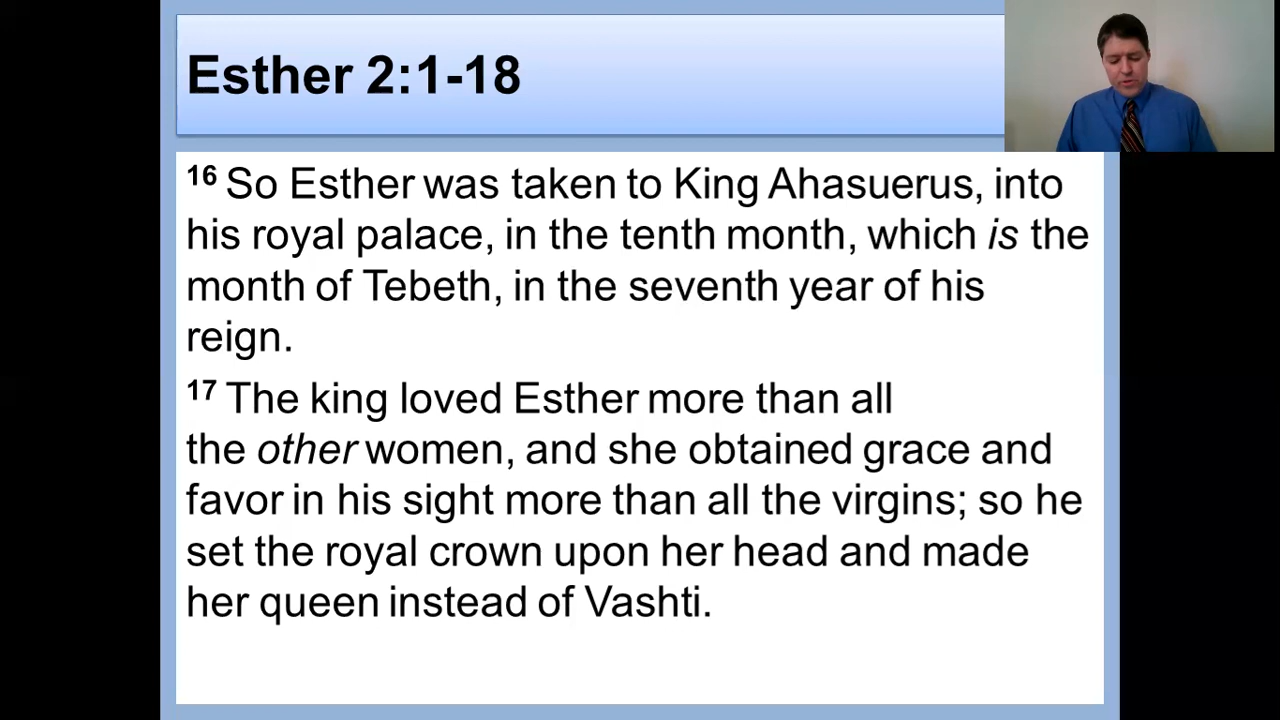 Esther 2:1-18
16 So Esther was taken to King Ahasuerus, into
his royal palace, in the tenth month, which is the
month of Tebeth, in the seventh year of his
reign.
17 The king loved Esther more than all
the other women, and she obtained grace and
favor in his sight more than all the virgins; so he
set the royal crown upon her head and made
her queen instead of Vashti.